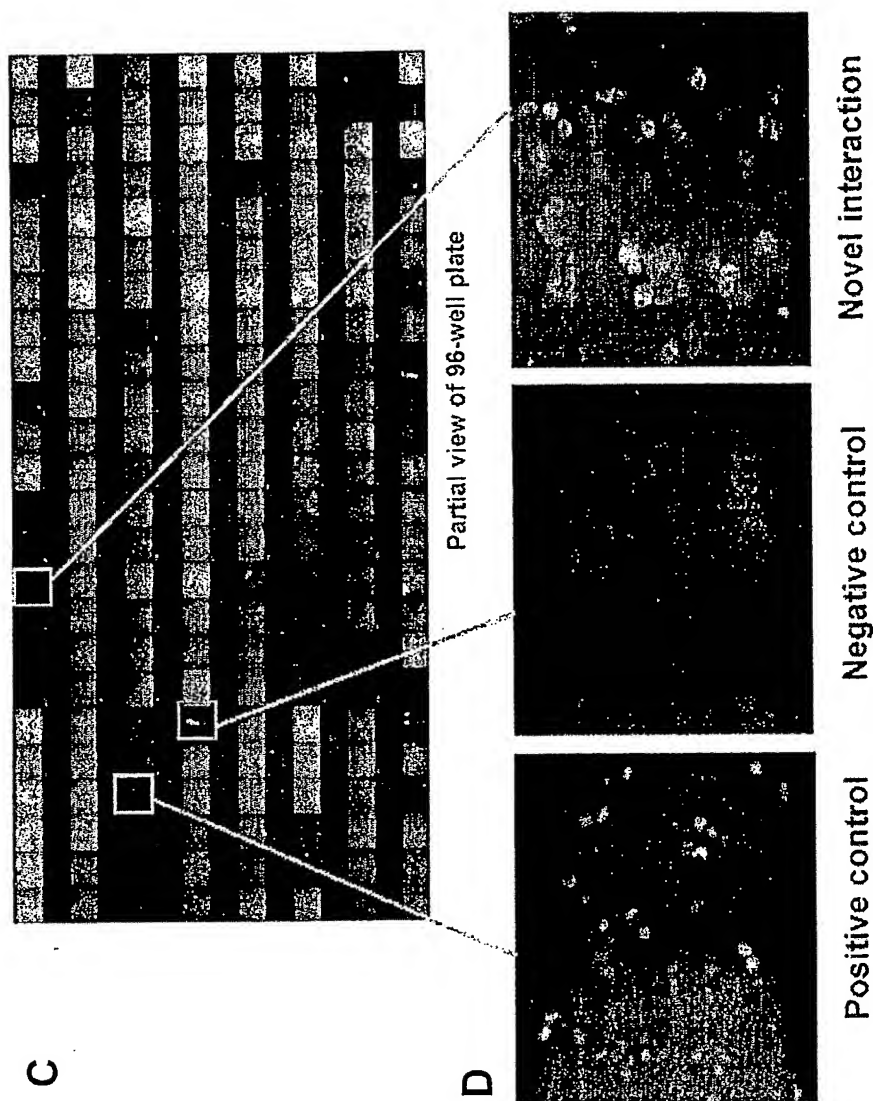 C
Partial view of 96-well plate
D
Positive control
Negative control
Novel interaction